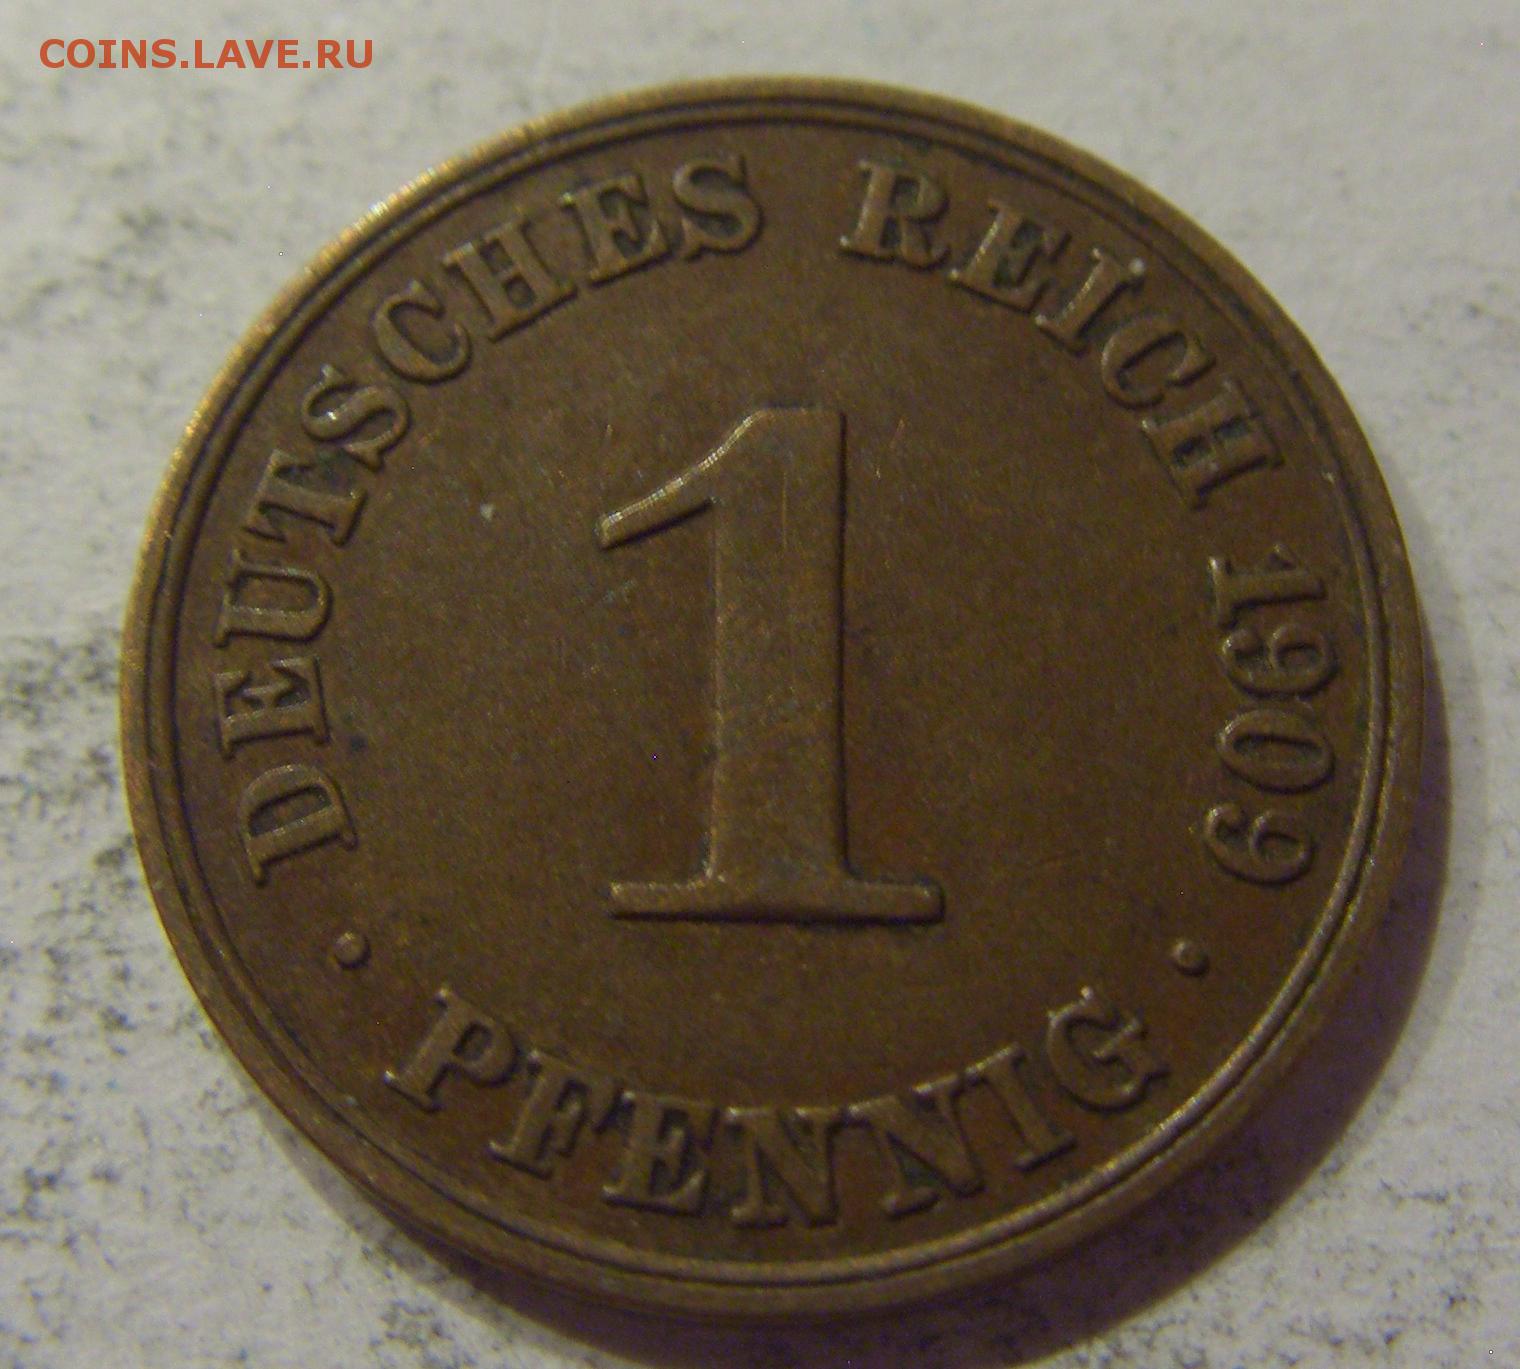 COINS.LAVE.RU
DEUTSCHES REICH 1909
1
· PFENNIG ·